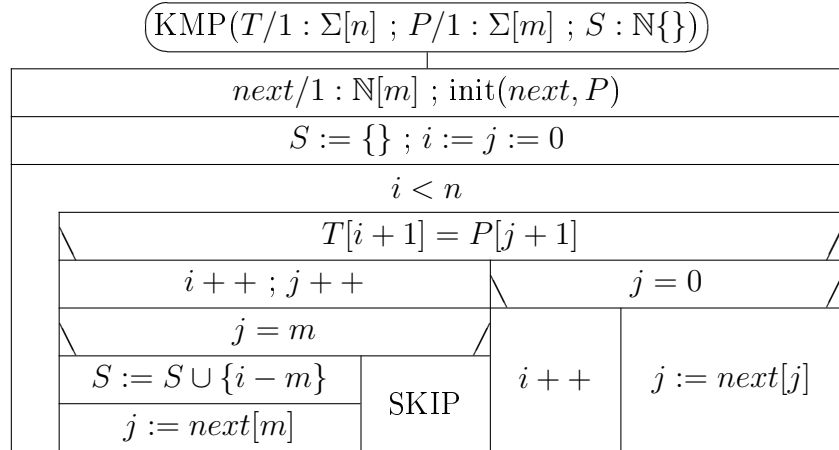 KMP(T/1 : Σ[n] ; P/1 : Σ[m] ; S : ℕ{})
next/1 : ℕ[m] ; init(next, P)
S := {} ; i := j := 0
i < n
T[i + 1] = P[j + 1]
i + + ; j + +
j = 0
j = m
S := S ∪ {i − m}
SKIP
i + +
j := next[j]
j := next[m]